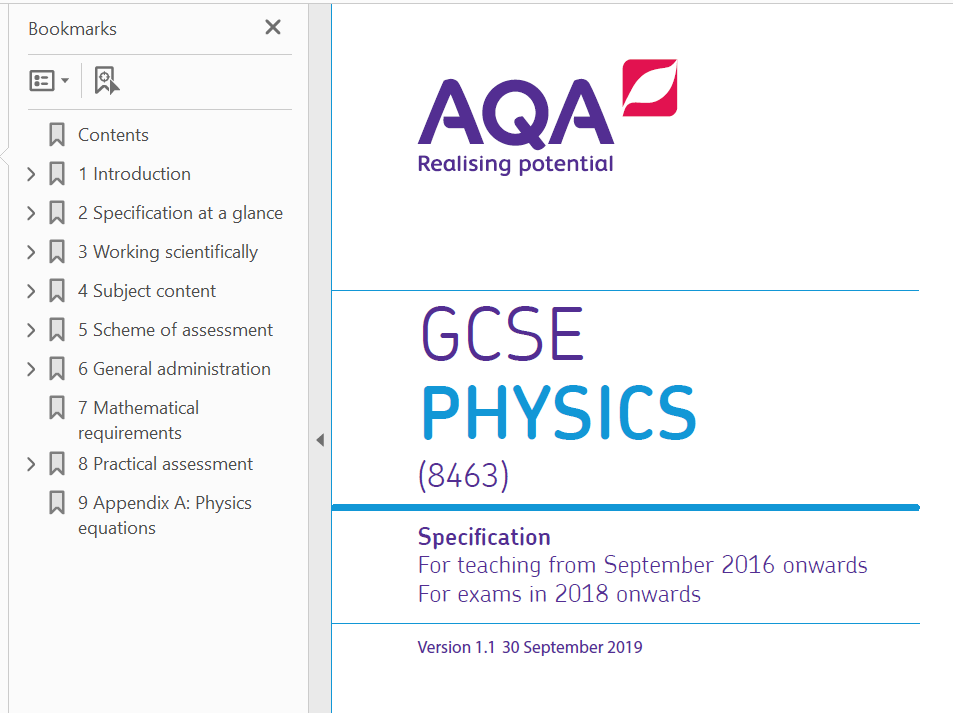 Bookmarks
Contents
1 Introduction
2 Specification at a glance
3 Working scientifically
4 Subject content
5 Scheme of assessment
6 General administration
7 Mathematical
requirements
8 Practical assessment
9 Appendix A: Physics
equations
AQA
Realising potential
GCSE
PHYSICS
(8463)
Specification
For teaching from September 2016 onwards
For exams in 2018 onwards
Version 1.1 30 September 2019